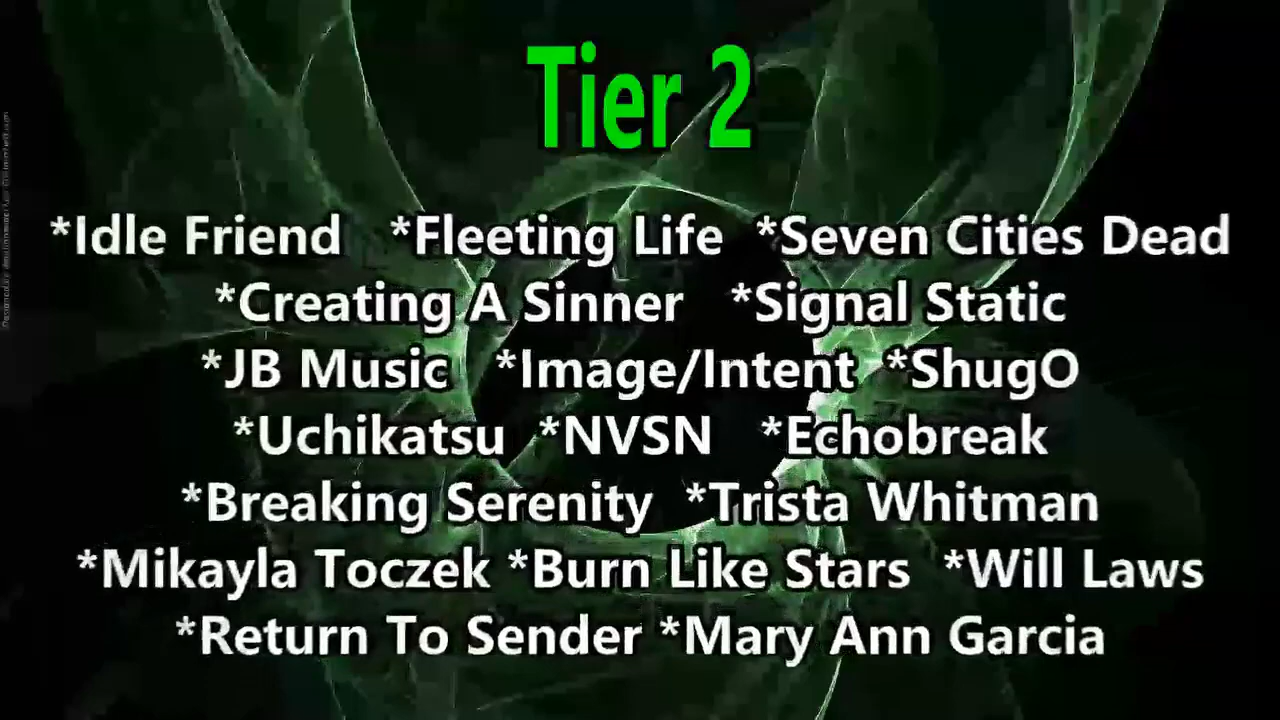 Tier 2
*Idle Friend *Fleeting Life *Seven Cities Dead
*Creating A Sinner *Signal Static
*JB Music *Image/Intent *ShugO
*Uchikatsu *NVSN *Echobreak
*Breaking Serenity *Trista Whitman
*Mikayla Toczek *Burn Like Stars *Will Laws
*Return To Sender *Mary Ann Garcia